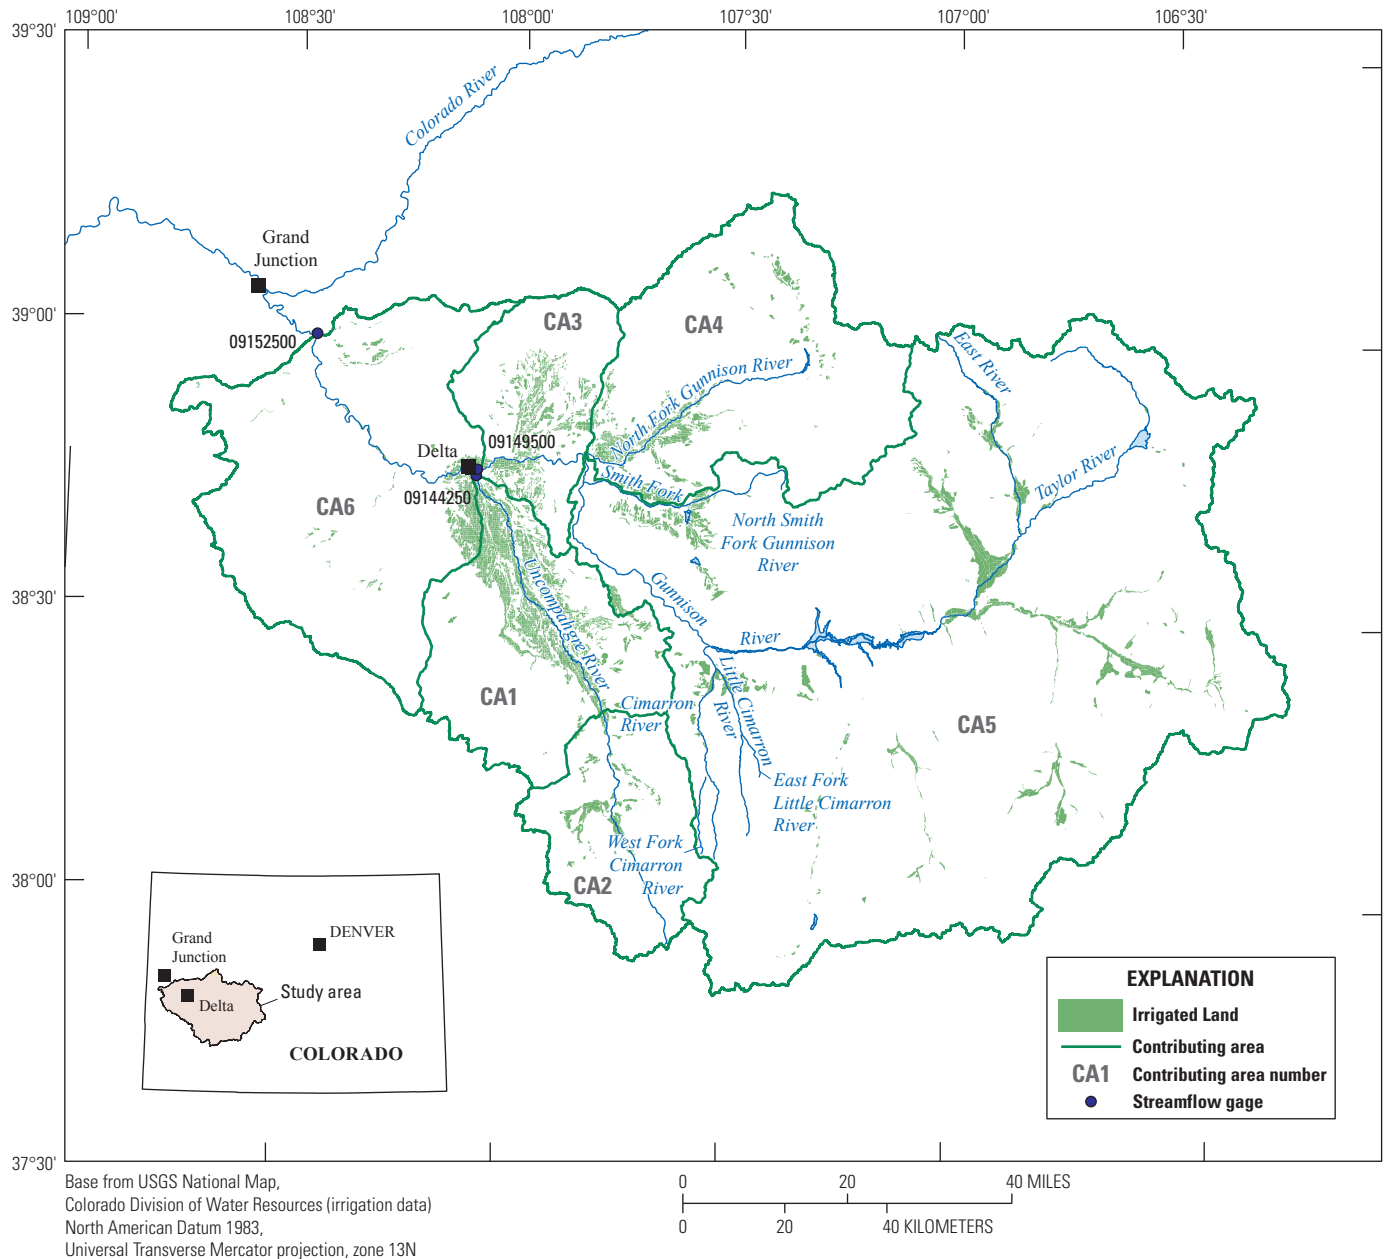 109°00'
108°30'
108°00'
107°30'
107°00'
106°30'
39°30'
39°00'
38°30'
38°00'
37°30'
Colorado River
Grand
Junction
09152500
CA3
CA4
East River
North Fork Gunnison River
Taylor River
Delta
09149500
09144250
Smith Fork
CA6
North Smith
Fork Gunnison
River
Uncompahgre River
Gunnison
River
CA1
Cimarron
River
Little Cimarron
River
CA5
East Fork
Little Cimarron
River
West Fork
Cimarron
River
CA2
Grand
Junction
DENVER
Delta
Study area
COLORADO
EXPLANATION
Irrigated Land
Contributing area
CA1 Contributing area number
Streamflow gage
Base from USGS National Map,
Colorado Division of Water Resources (irrigation data)
North American Datum 1983,
Universal Transverse Mercator projection, zone 13N
0 20 40 MILES
0 20 40 KILOMETERS